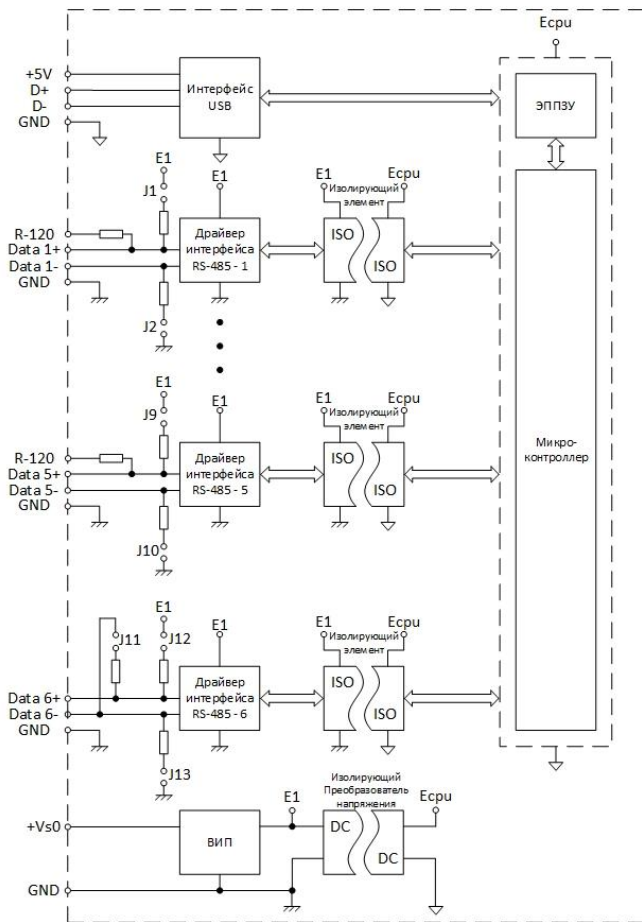 Ecpu
+5V
D+
D-
GND
Интерфейс
USB
ЭППЗУ
E1
J1
E1
E1
Изолирующий
элемент
Ecpu
R-120
Data 1+
Data 1-
GND
Драйвер
интерфейса
RS-485 - 1
ISO
ISO
J2
E1
J9
E1
E1
Изолирующий
элемент
Ecpu
R-120
Data 5+
Data 5-
GND
Драйвер
интерфейса
RS-485 - 5
ISO
ISO
J10
Микро-
контроллер
J11
E1
J12
E1
E1
Изолирующий
элемент
Ecpu
Data 6+
Data 6-
GND
Драйвер
интерфейса
RS-485 - 6
ISO
ISO
J13
+Vs0
GND
ВИП
E1
Изолирующий
Преобразователь
напряжения
Ecpu
DC
DC